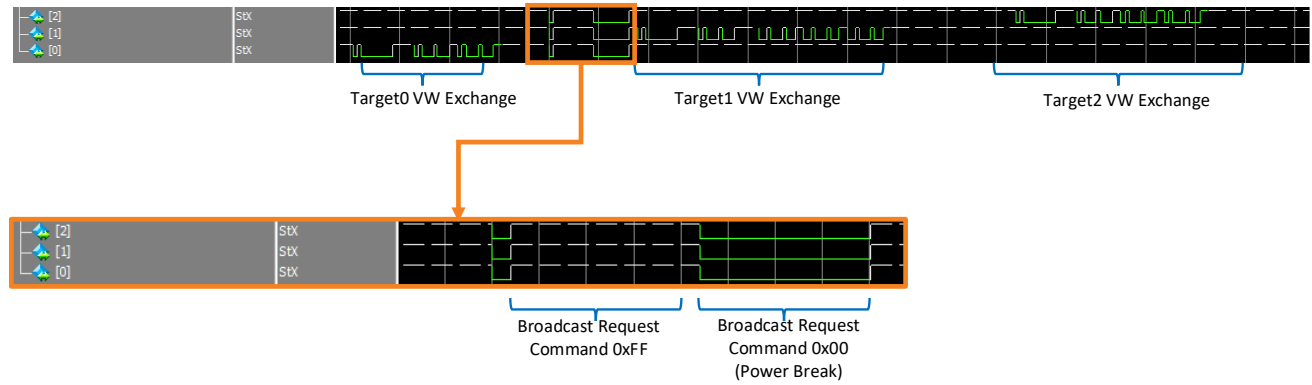 [2] StX
[1] StX
[0] StX
Target0 VW Exchange
Target1 VW Exchange
Target2 VW Exchange
[2] StX
[1] StX
[0] StX
Broadcast Request
Command 0xFF
Broadcast Request
Command 0x00
(Power Break)